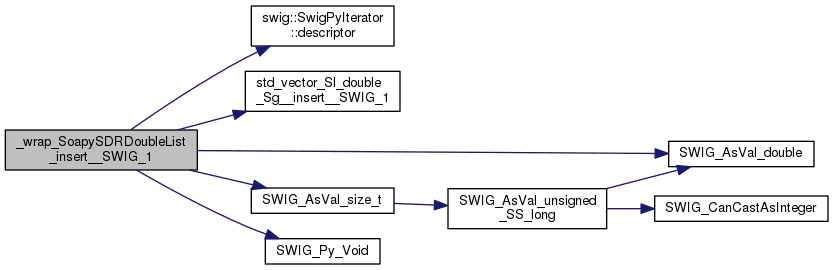 swig::SwigPyIterator
::descriptor
std_vector_Sl_double
_Sg__insert__SWIG_1
_wrap_SoapySDRDoubleList
_insert__SWIG_1
SWIG_AsVal_double
SWIG_AsVal_size_t
SWIG_AsVal_unsigned
_SS_long
SWIG_CanCastAsInteger
SWIG_Py_Void